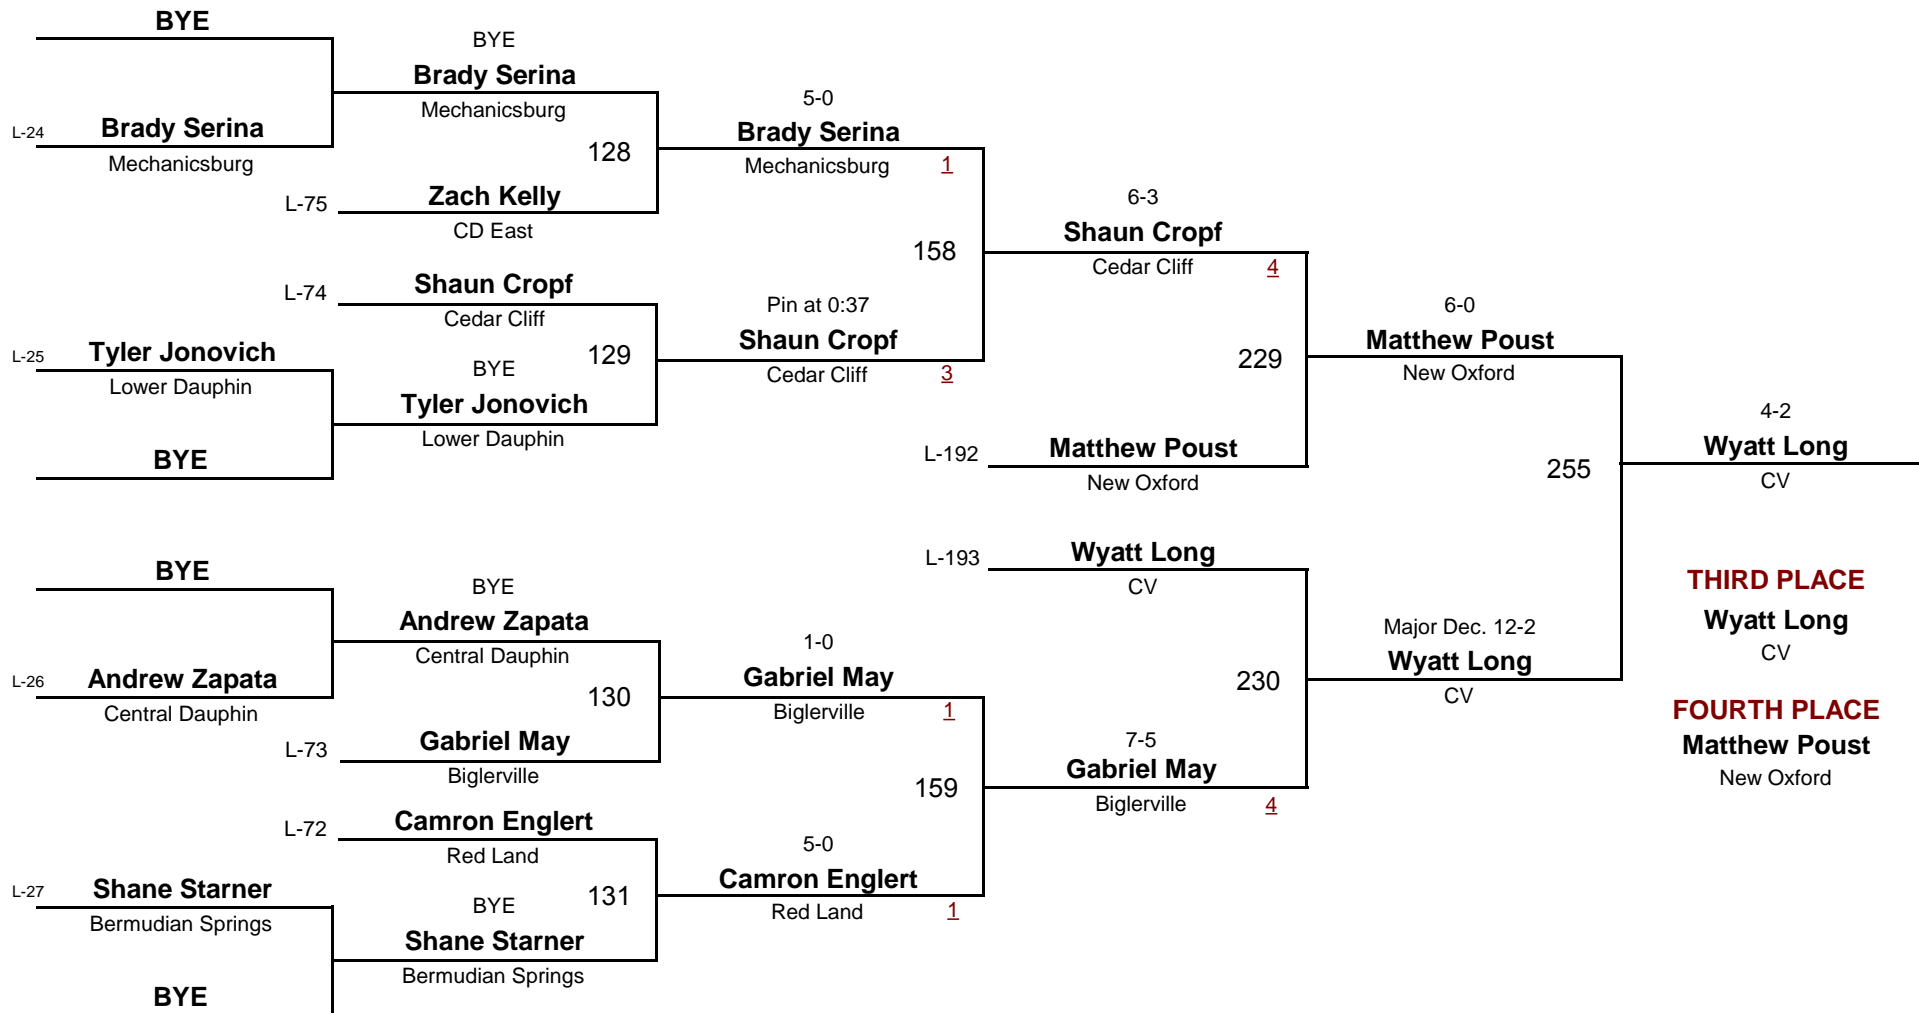 BYE
L-24 Brady Serina
Mechanicsburg
BYE
Brady Serina
Mechanicsburg
128
L-75 Zach Kelly
CD East
5-0
Brady Serina
Mechanicsburg 1
L-74 Shaun Cropf
Cedar Cliff
L-25 Tyler Jonovich
Lower Dauphin
BYE
BYE
Tyler Jonovich
Lower Dauphin
129
Pin at 0:37
Shaun Cropf
Cedar Cliff 3
158
6-3
Shaun Cropf
Cedar Cliff 4
L-192 Matthew Poust
New Oxford
229
6-0
Matthew Poust
New Oxford
255
4-2
Wyatt Long
CV
BYE
L-26 Andrew Zapata
Central Dauphin
BYE
Andrew Zapata
Central Dauphin
130
L-73 Gabriel May
Biglerville
1-0
Gabriel May
Biglerville 1
L-72 Camron Englert
Red Land
L-27 Shane Starner
Bermudian Springs
BYE
BYE
Shane Starner
Bermudian Springs
131
5-0
Camron Englert
Red Land 1
159
L-193 Wyatt Long
CV
7-5
Gabriel May
Biglerville 4
230
Major Dec. 12-2
Wyatt Long
CV
THIRD PLACE
Wyatt Long
CV
FOURTH PLACE
Matthew Poust
New Oxford